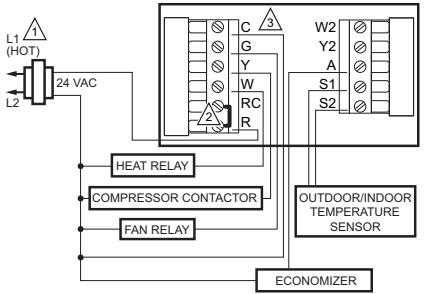 L1
(HOT)
1
L2
24 VAC
3
C
G
Y
W
RC
R
2
W2
Y2
A
S1
S2
HEAT RELAY
COMPRESSOR CONTACTOR
FAN RELAY
OUTDOOR/INDOOR
TEMPERATURE
SENSOR
ECONOMIZER